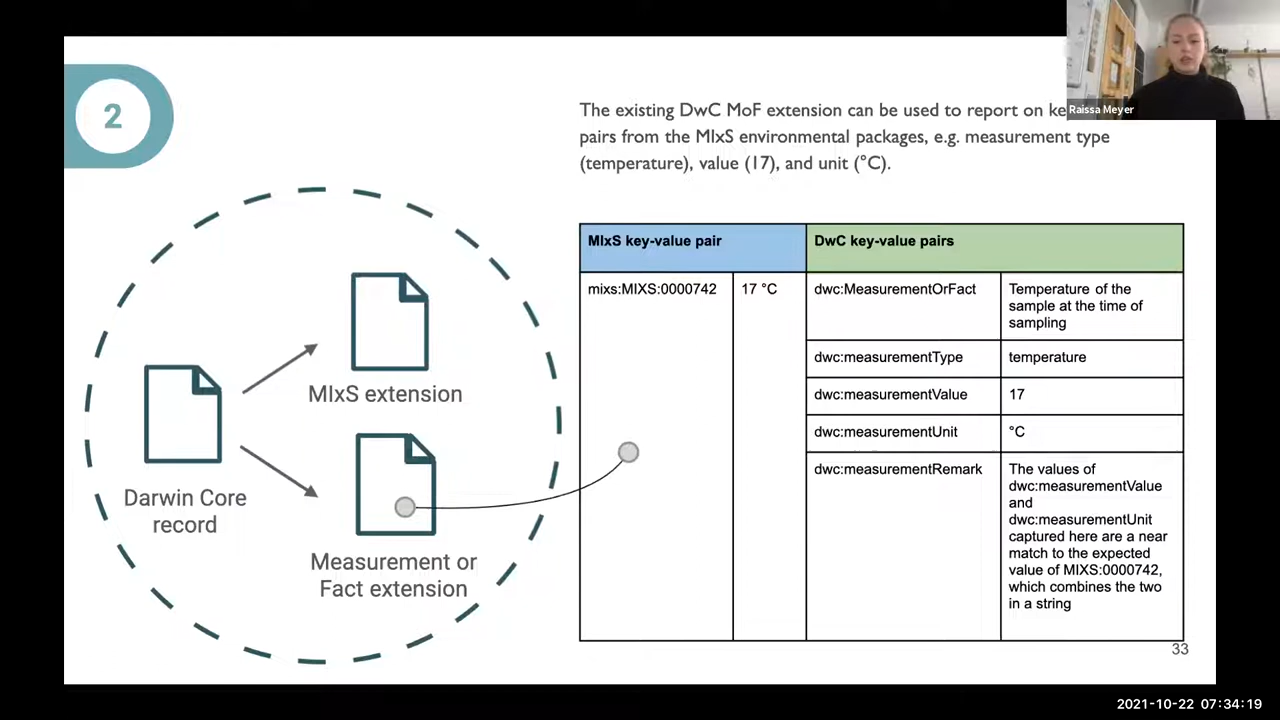 2
The existing DwC MoF extension can be used to report on
pairs from the MIxS environmental packages, e.g. measurement type
(temperature), value (17), and unit (°C).
Raissa Meyer
MIxS key-value pair
DwC key-value pairs
mixs:MIXS:0000742
17 °C
dwc:MeasurementOrFact
Temperature of the
sample at the time of
sampling
dwc:measurementType
temperature
dwc:measurementValue
17
dwc:measurementUnit
°C
dwc:measurementRemark
The values of
dwc:measurementValue
and
dwc:measurementUnit
captured here are a near
match to the expected
value of MIXS:0000742,
which combines the two
in a string
MIxS extension
Darwin Core
record
Measurement or
Fact extension
33
2021-10-22 07:34:19